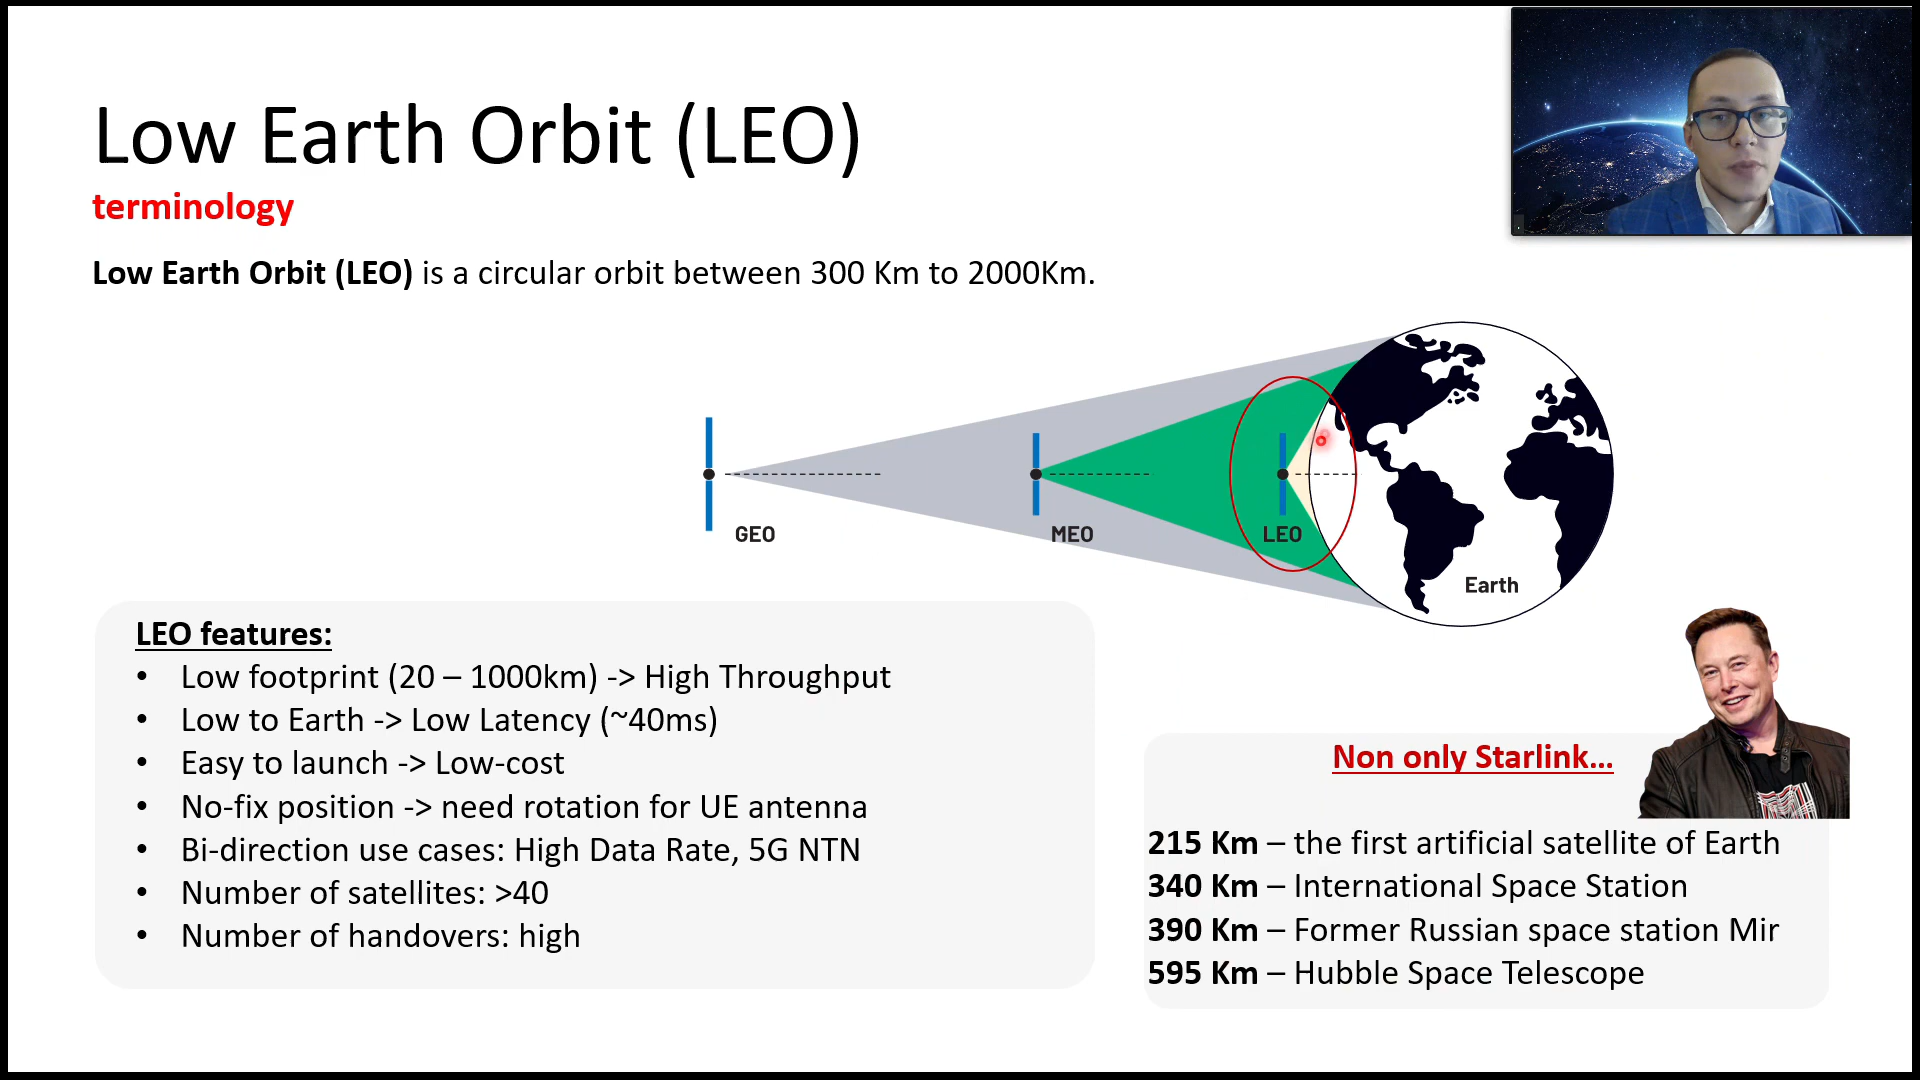 Low Earth Orbit (LEO)
terminology
Low Earth Orbit (LEO) is a circular orbit between 300 Km to 2000Km.
GEO
MEO
LEO
Earth
LEO features:
• Low footprint (20 – 1000km) -> High Throughput
• Low to Earth -> Low Latency (~40ms)
• Easy to launch -> Low-cost
• No-fix position -> need rotation for UE antenna
• Bi-direction use cases: High Data Rate, 5G NTN
• Number of satellites: >40
• Number of handovers: high
Non only Starlink...
215 Km – the first artificial satellite of Earth
340 Km – International Space Station
390 Km – Former Russian space station Mir
595 Km – Hubble Space Telescope